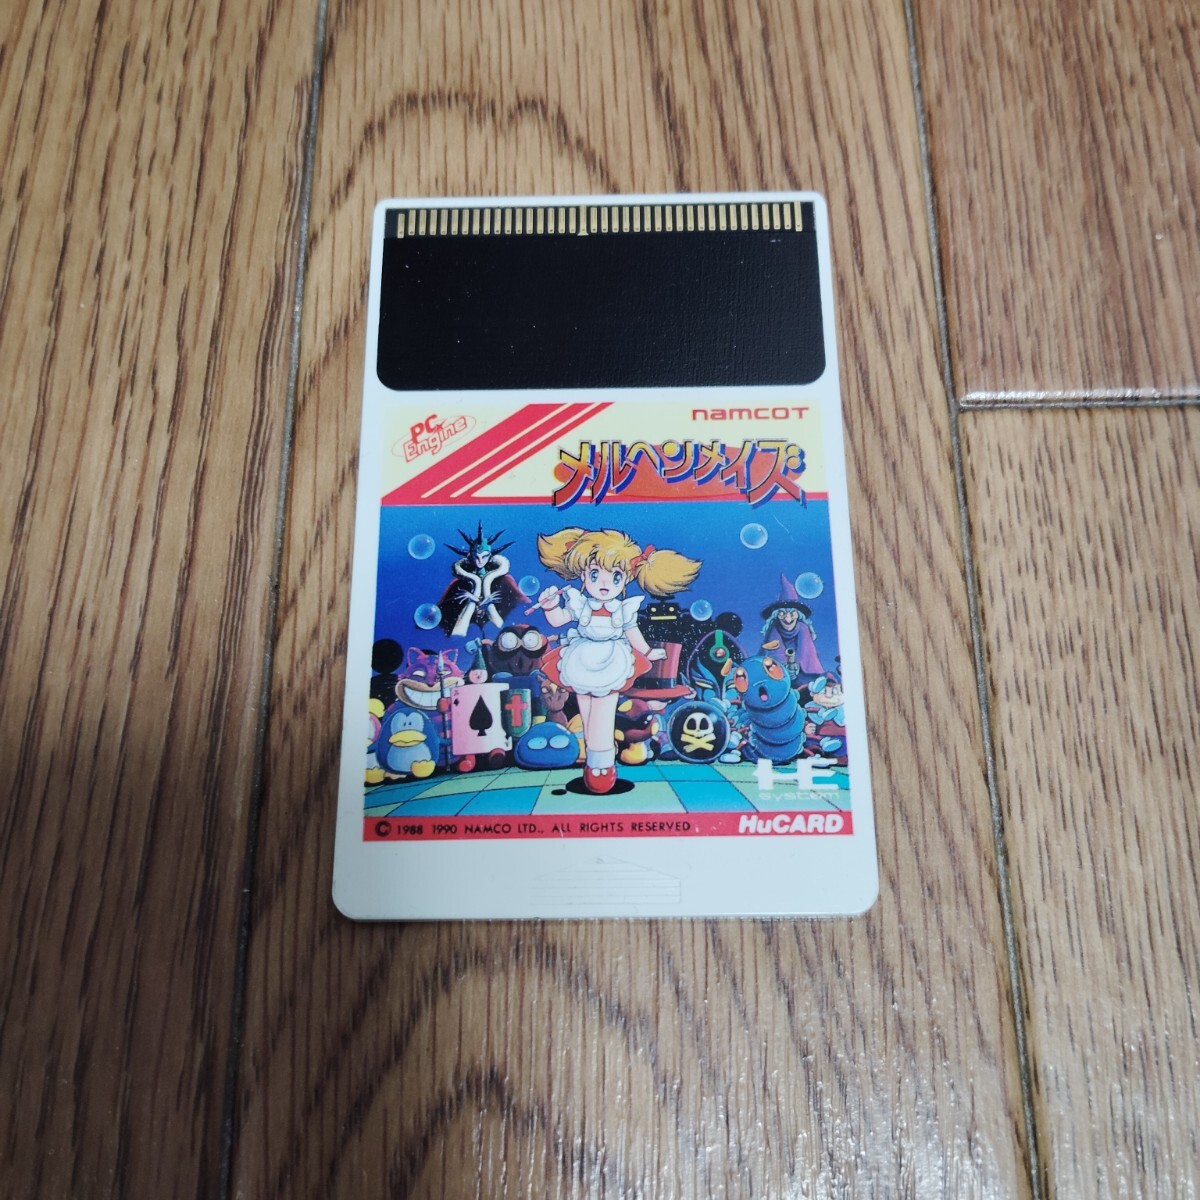 namcot
PC Engine
メルヘンメイズ
HE
system
© 1988 1990 NAMCO LTD., ALL RIGHTS RESERVED
HuCARD